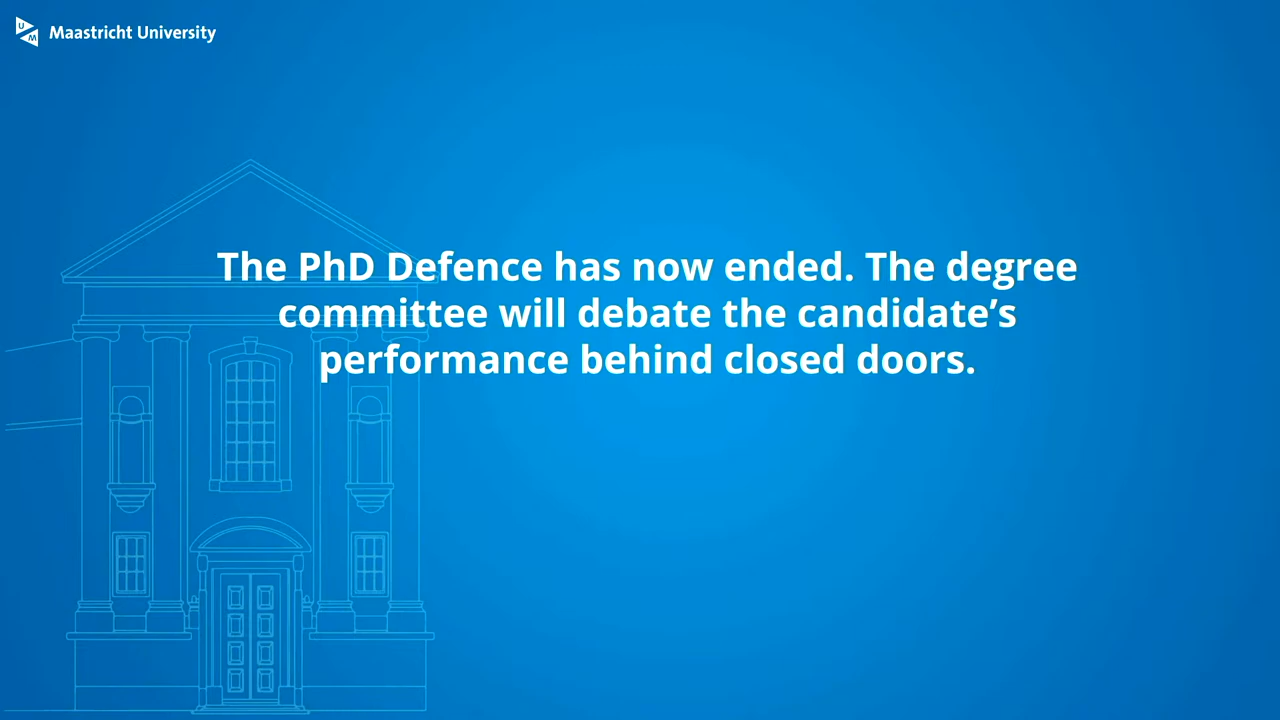 UM
Maastricht University
The PhD Defence has now ended. The degree
committee will debate the candidate’s
performance behind closed doors.